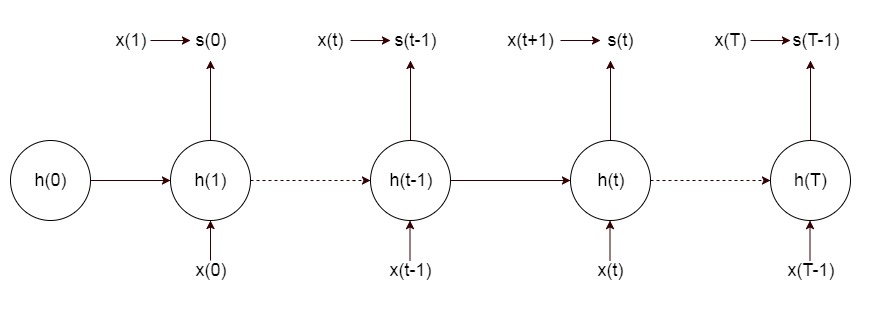 x(1) s(0) x(t) s(t-1) x(t+1) s(t) x(T) s(T-1)
h(0) h(1) h(t-1) h(t) h(T)
x(0) x(t-1) x(t) x(T-1)